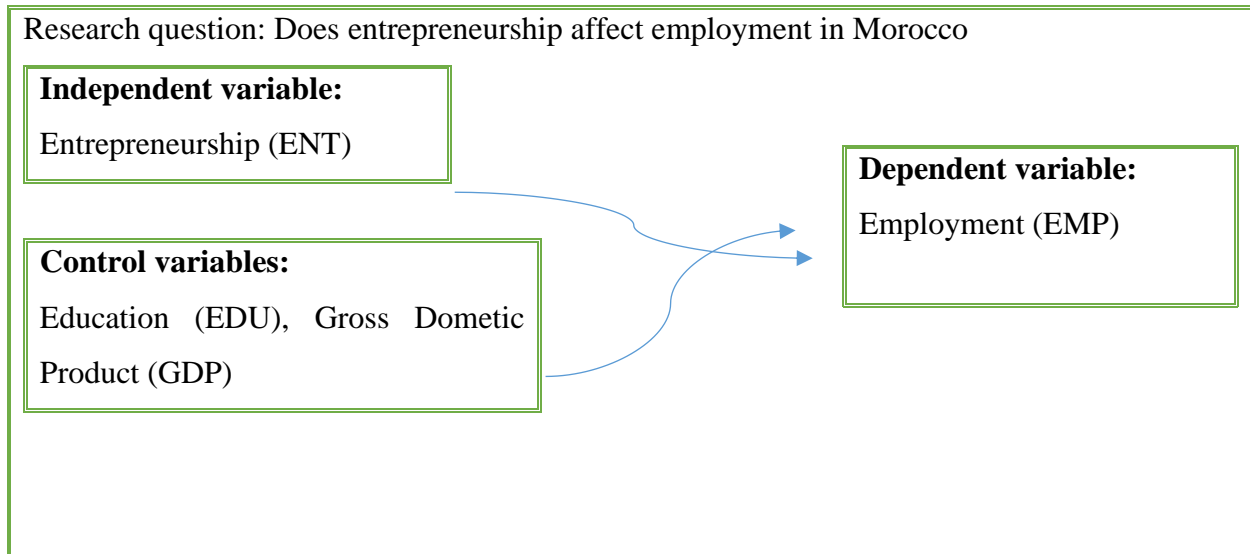 Research question: Does entrepreneurship affect employment in Morocco
Independent variable:
Entrepreneurship (ENT)
Control variables:
Education (EDU), Gross Dometic
Product (GDP)
Dependent variable:
Employment (EMP)